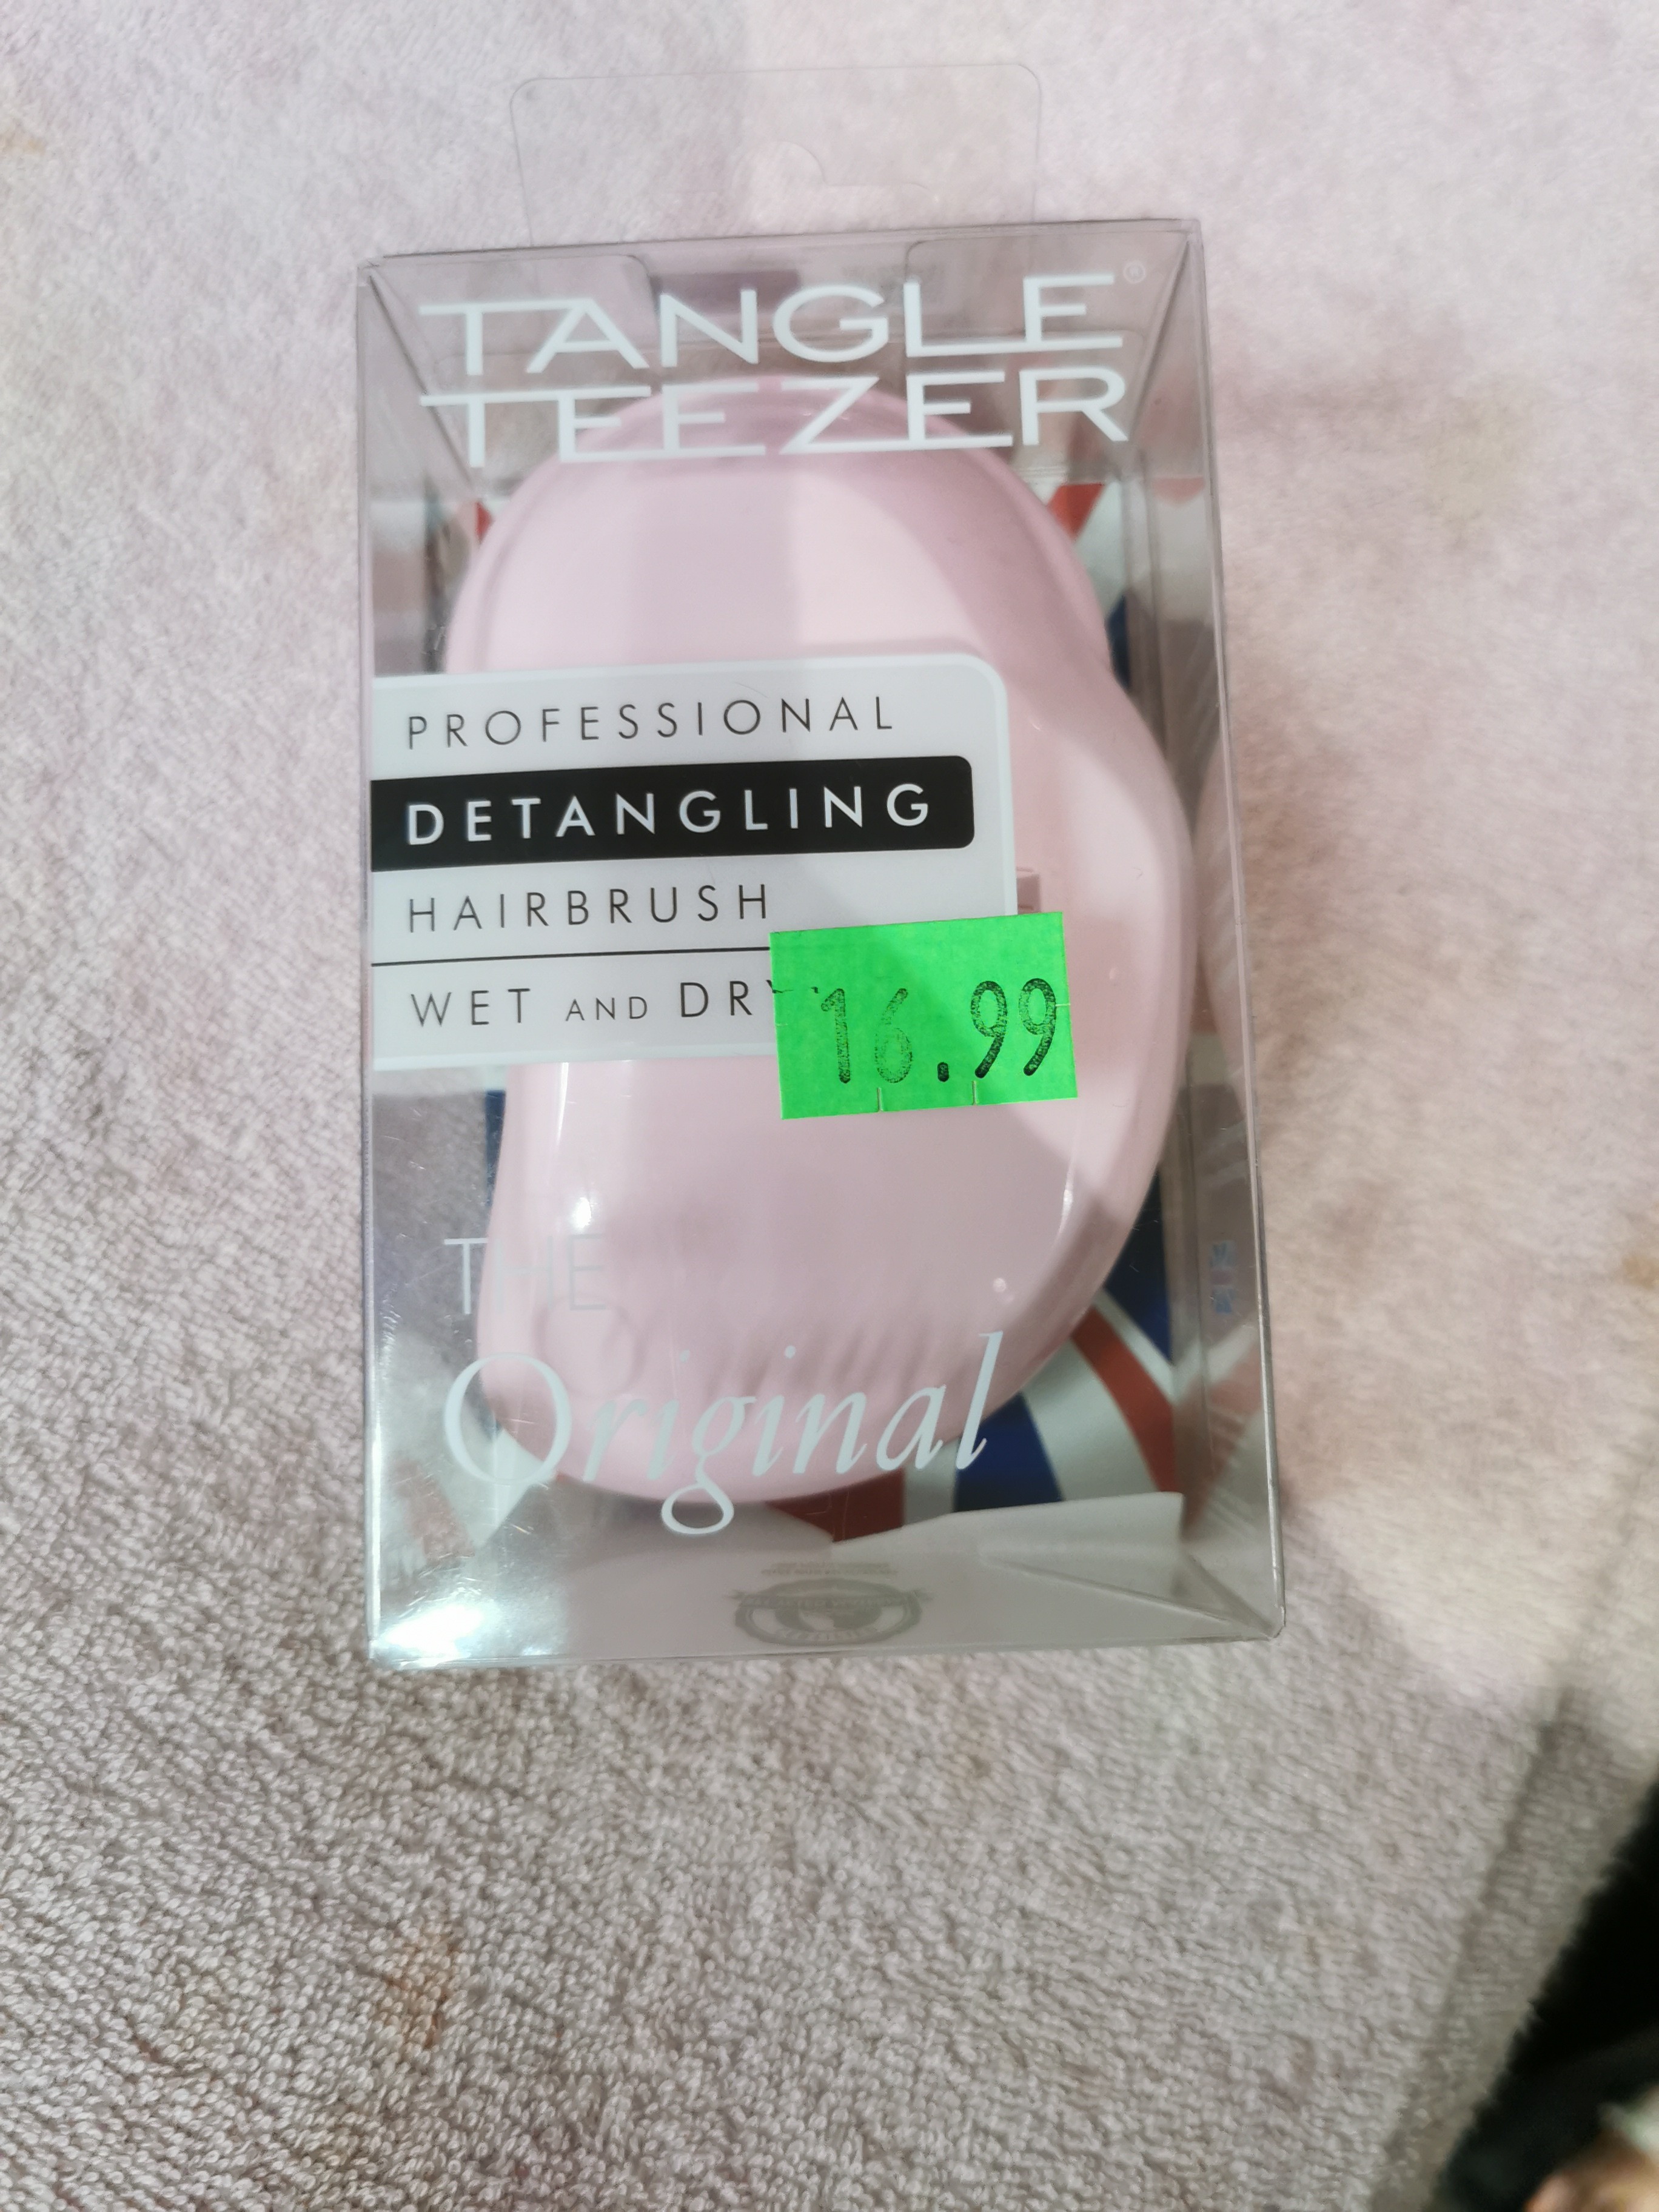 TANGLE®
TEEZER
PROFESSIONAL
DETANGLING
HAIRBRUSH
WET AND DRY
16.99
THE
Original